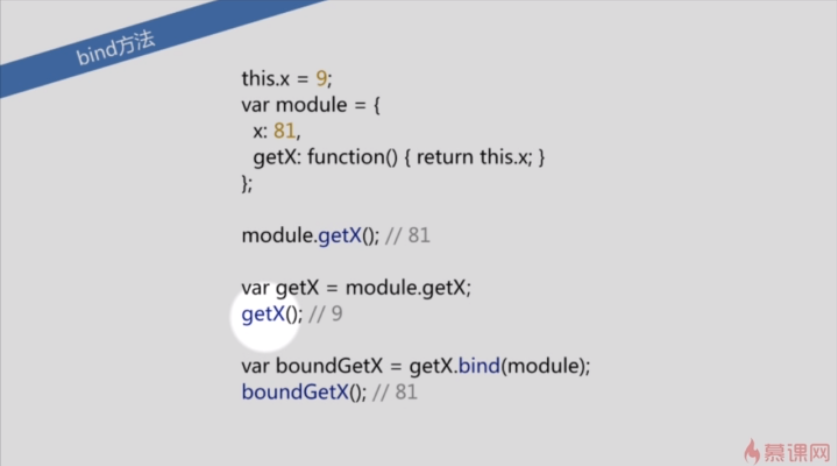 bind方法
this.x = 9;
var module = {
x: 81,
getX: function() { return this.x; }
};
module.getX(); // 81
var getX = module.getX;
getX(); // 9
var boundGetX = getX.bind(module);
boundGetX(); // 81
慕课网